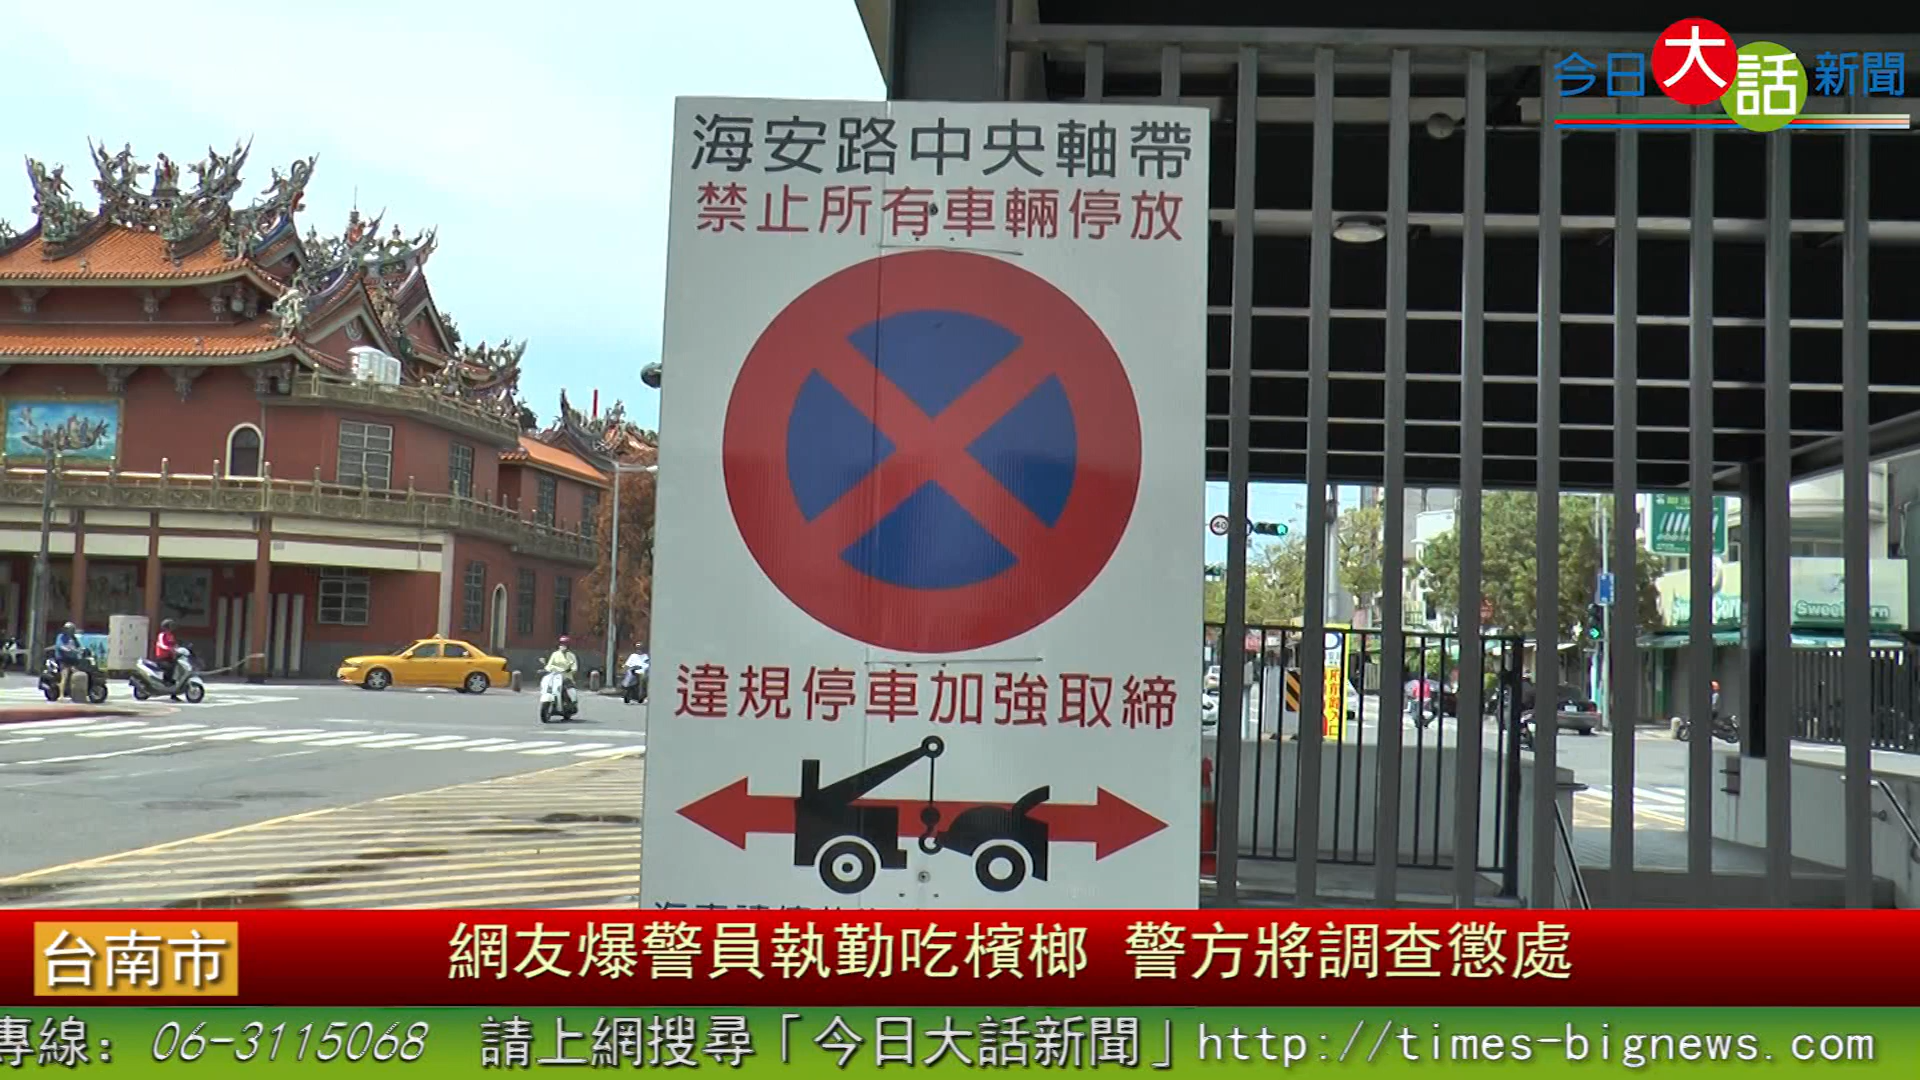 今日大話新聞
海安路中央軸帶
禁止所有車輛停放
40
Sweet Corn
違規停車加強取締
台南市
網友爆警員執勤吃檳榔 警方將調查懲處
專線: 06-3115068 請上網搜尋「今日大話新聞」http://times-bignews.com